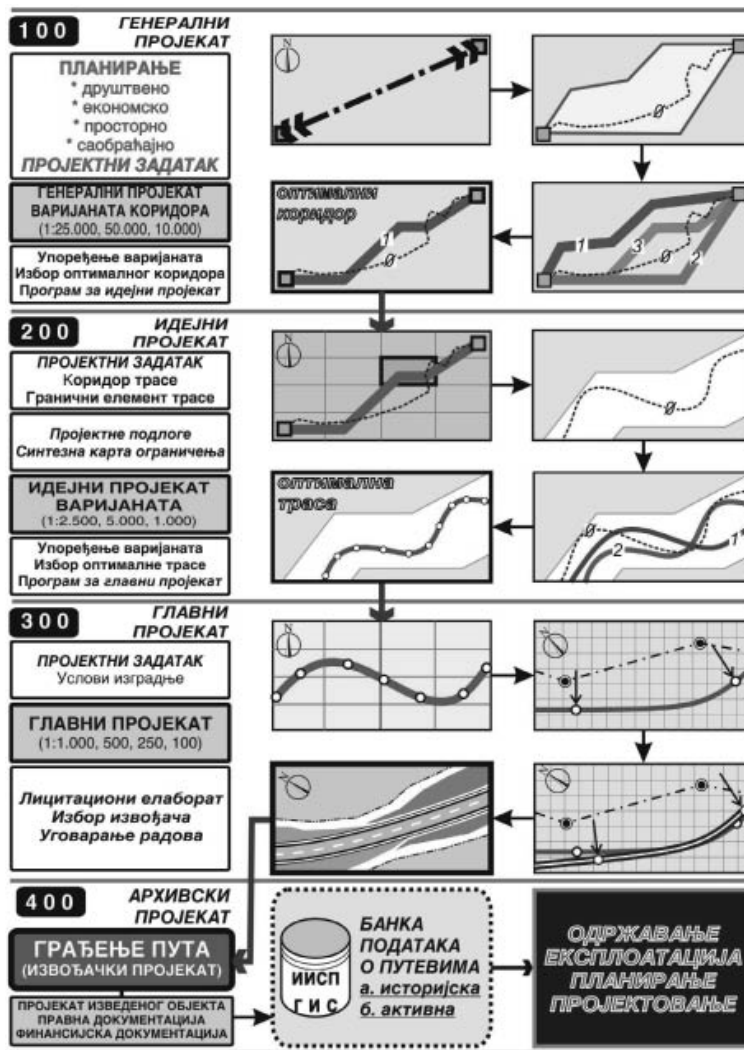 100
ГЕНЕРАЛНИ
ПРОЈЕКАТ
ПЛАНИРАЊЕ
* друштвено
* економско
* просторно
* саобраћајно
ПРОЈЕКТНИ ЗАДАТАК
ГЕНЕРАЛНИ ПРОЈЕКАТ
ВАРИЈАНАТА КОРИДОРА
(1:25.000, 50.000, 10.000)
Упоређење варијаната
Избор оптималног коридора
Програм за идејни пројекат
N
0
оптимални
коридор
1
0
1
3
0
2
200
ИДЕЈНИ
ПРОЈЕКАТ
ПРОЈЕКТНИ ЗАДАТАК
Коридор трасе
Гранични елемент трасе
Пројектне подлоге
Синтезна карта ограничења
ИДЕЈНИ ПРОЈЕКАТ
ВАРИЈАНАТА
(1:2.500, 5.000, 1.000)
Упоређење варијаната
Избор оптималне трасе
Програм за главни пројекат
N
0
оптимална
траса
0
2
1
300
ГЛАВНИ
ПРОЈЕКАТ
ПРОЈЕКТНИ ЗАДАТАК
Услови изградње
ГЛАВНИ ПРОЈЕКАТ
(1:1.000, 500, 250, 100)
Лицитациони елаборат
Избор извођача
Уговарање радова
N
N
N
N
400
АРХИВСКИ
ПРОЈЕКАТ
ГРАЂЕЊЕ ПУТА
(ИЗВОЂАЧКИ ПРОЈЕКАТ)
ПРОЈЕКАТ ИЗВЕДЕНОГ ОБЈЕКТА
ПРАВНА ДОКУМЕНТАЦИЈА
ФИНАНСИЈСКА ДОКУМЕНТАЦИЈА
ИИСП
ГИС
БАНКА
ПОДАТАКА
О ПУТЕВИМА
а. историјска
б. активна
ОДРЖАВАЊЕ
ЕКСПЛОАТАЦИЈА
ПЛАНИРАЊЕ
ПРОЈЕКТОВАЊЕ